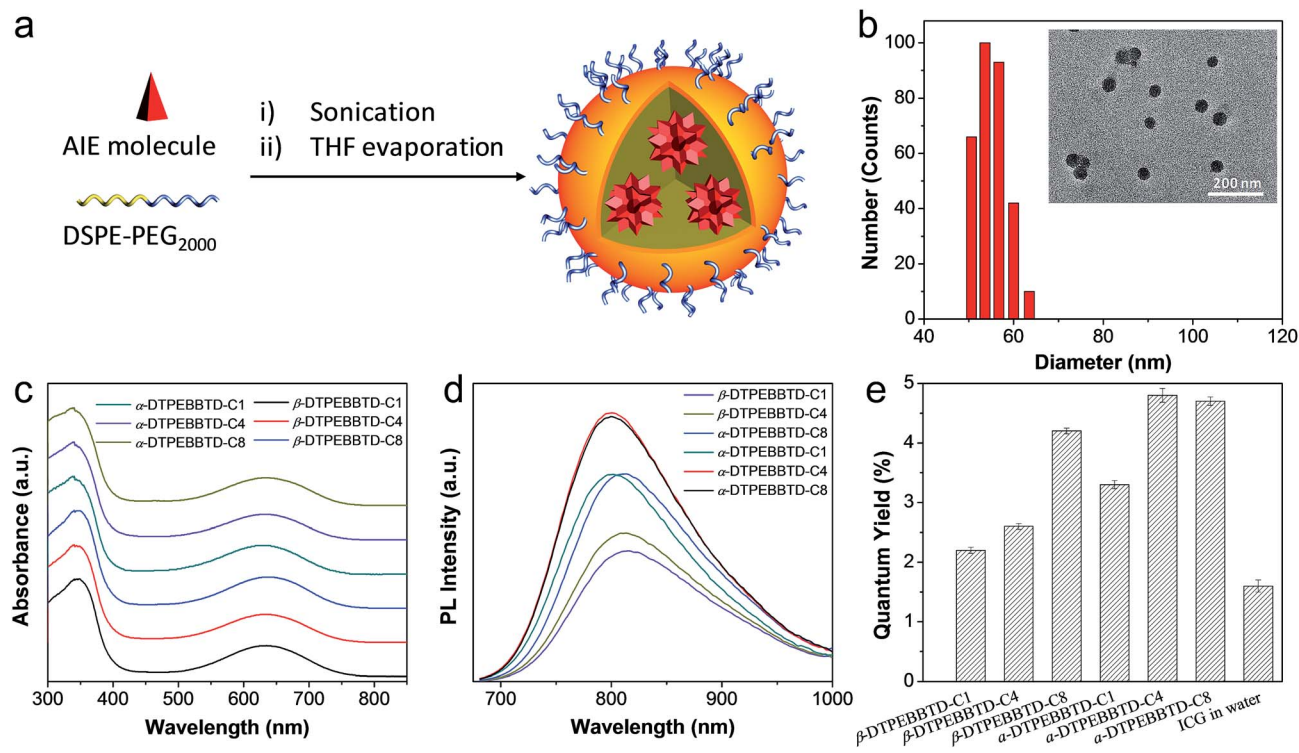 a
AIE molecule
DSPE-PEG2000
i) Sonication
ii) THF evaporation
b
Number (Counts)
100
80
60
40
20
0
40
60
80
100
120
Diameter (nm)
200 nm
c
Absorbance (a.u.)
α-DTPEBBTD-C1
α-DTPEBBTD-C4
α-DTPEBBTD-C8
β-DTPEBBTD-C1
β-DTPEBBTD-C4
β-DTPEBBTD-C8
300
400
500
600
700
800
Wavelength (nm)
d
PL Intensity (a.u.)
β-DTPEBBTD-C1
β-DTPEBBTD-C4
α-DTPEBBTD-C8
α-DTPEBBTD-C1
α-DTPEBBTD-C4
α-DTPEBBTD-C8
700
800
900
1000
Wavelength (nm)
e
Quantum Yield (%)
5
4
3
2
1
0
β-DTPEBBTD-C1
β-DTPEBBTD-C4
β-DTPEBBTD-C8
α-DTPEBBTD-C1
α-DTPEBBTD-C4
α-DTPEBBTD-C8
ICG in water